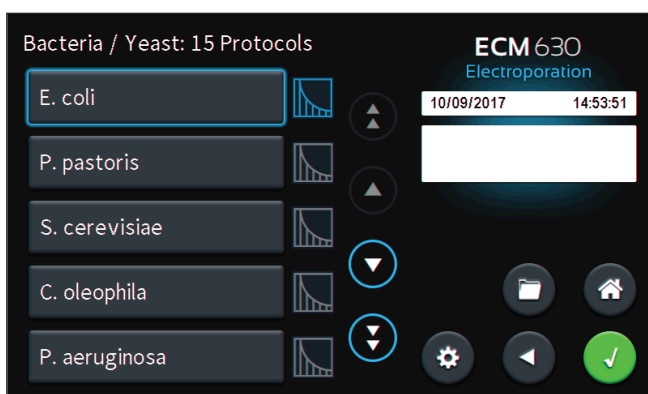 Bacteria / Yeast: 15 Protocols
E. coli
P. pastoris
S. cerevisiae
C. oleophila
P. aeruginosa
ECM 630
Electroporation
10/09/2017 14:53:51